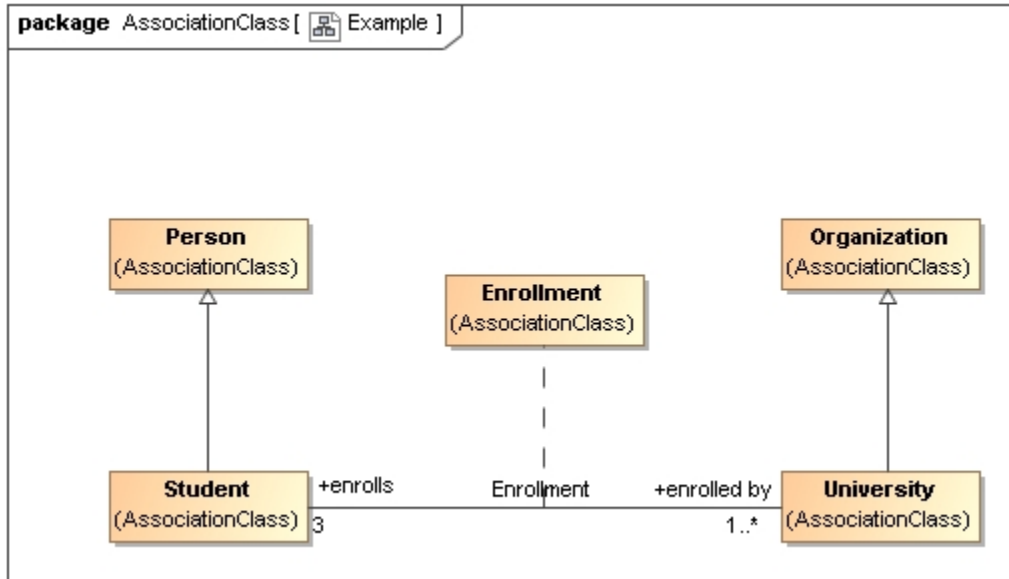 package AssociationClass [ Example ]
Person
(AssociationClass)
Organization
(AssociationClass)
Enrollment
(AssociationClass)
Student
(AssociationClass)
+enrolls
3
Enrollment
+enrolled by
1..*
University
(AssociationClass)